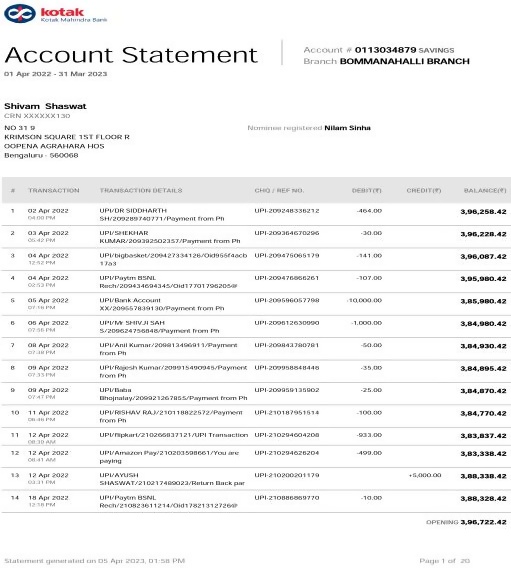 kotak
Kotak Mahindra Bank
Account Statement
01 Apr 2022 - 31 Mar 2023
Account # 0113034879 SAVINGS
Branch BOMMANAHALLI BRANCH
Shivam Shaswat
CRN XXXXXX130
NO 31 9
KRIMSON SQUARE 1ST FLOOR R
OOPENA AGRAHARA HOS
Bengaluru - 560068
Nominee registered Nilam Sinha
# TRANSACTION TRANSACTION DETAILS CHQ / REF NO. DEBIT(₹) CREDIT(₹) BALANCE(₹)
1 02 Apr 2022 UPI/DR SIDDHARTH UPI-209248336212 -464.00 3,96,258.42
04:00 PM SH/209289740771/Payment from Ph
2 03 Apr 2022 UPI/SHEKHAR UPI-209364670296 -30.00 3,96,228.42
05:42 PM KUMAR/209392502357/Payment from Ph
3 04 Apr 2022 UPI/bigbasket/209427334126/Oid955f4acb UPI-209475065179 -141.00 3,96,087.42
12:52 PM 17a3
4 04 Apr 2022 UPI/Paytm BSNL UPI-209476866261 -107.00 3,95,980.42
02:53 PM Rech/209434694345/Oid17701796205@
5 05 Apr 2022 UPI/Bank Account UPI-209596057798 -10,000.00 3,85,980.42
07:16 PM XX/209557839130/Payment from Ph
6 06 Apr 2022 UPI/Mr SHIVJI SAH UPI-209612630990 -1,000.00 3,84,980.42
07:56 PM S/209624756848/Payment from Ph
7 08 Apr 2022 UPI/Anil Kumar/209813496911/Payment UPI-209843780781 -50.00 3,84,930.42
07:38 PM from Ph
8 09 Apr 2022 UPI/Rajesh Kumar/209915490945/Payment UPI-209958848446 -35.00 3,84,895.42
07:33 PM from Ph
9 09 Apr 2022 UPI/Baba UPI-209959135902 -25.00 3,84,870.42
07:47 PM Bhojnalay/209921267855/Payment from Ph
10 11 Apr 2022 UPI/RISHAV RAJ/210118822572/Payment UPI-210187951514 -100.00 3,84,770.42
06:46 PM from Ph
11 12 Apr 2022 UPI/flipkart/210266837121/UPI Transaction UPI-210294604208 -933.00 3,83,837.42
08:39 AM
12 12 Apr 2022 UPI/Amazon Pay/210203598661/You are UPI-210294626204 -499.00 3,83,338.42
08:41 AM paying
13 12 Apr 2022 UPI/AYUSH UPI-210200201179 +5,000.00 3,88,338.42
03:31 PM SHASWAT/210217489023/Return Back par
14 18 Apr 2022 UPI/Paytm BSNL UPI-210886869770 -10.00 3,88,328.42
12:18 PM Rech/210823611214/Oid17821312726@
OPENING 3,96,722.42
Statement generated on 05 Apr 2023, 01:58 PM Page 1 of 20